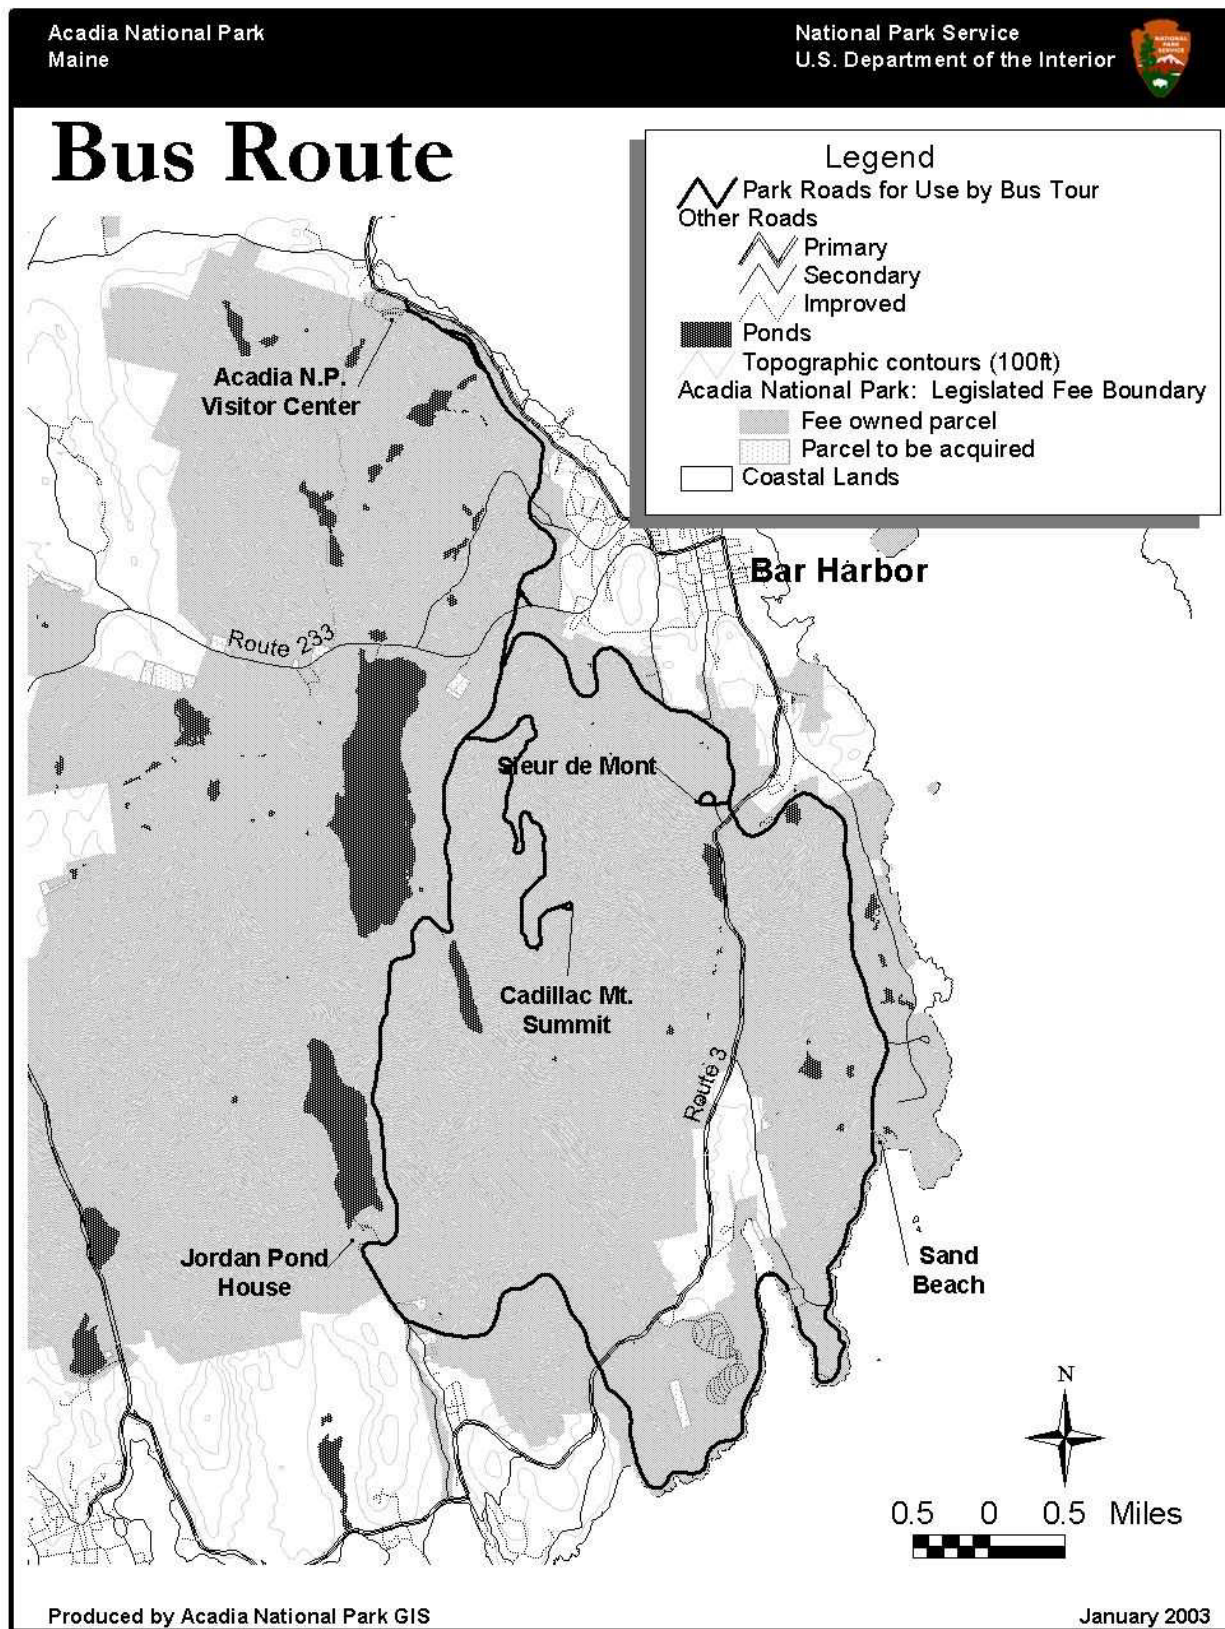 Acadia National Park
Maine
National Park Service
U.S. Department of the Interior
NATIONAL
PARK
SERVICE
Bus Route
Legend
Park Roads for Use by Bus Tour
Other Roads
Primary
Secondary
Improved
Ponds
Topographic contours (100ft)
Acadia National Park: Legislated Fee Boundary
Fee owned parcel
Parcel to be acquired
Coastal Lands
Acadia N.P.
Visitor Center
Bar Harbor
Route 233
Sieur de Mont
Cadillac Mt.
Summit
Route 3
Jordan Pond
House
Sand
Beach
N
0.5 0 0.5 Miles
Produced by Acadia National Park GIS
January 2003